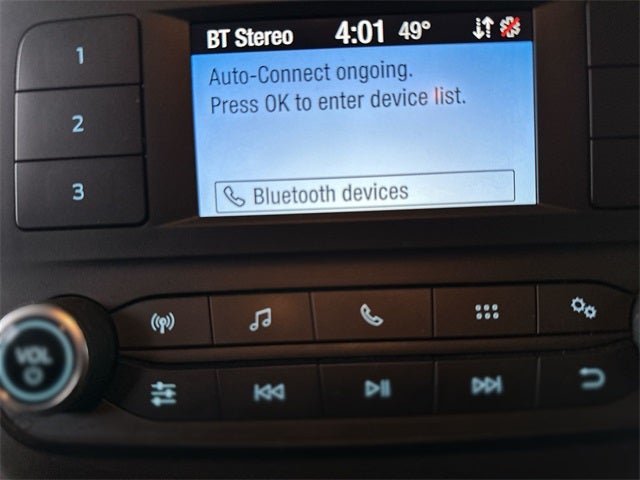 BT Stereo 4:01 49°
Auto-Connect ongoing.
Press OK to enter device list.
Bluetooth devices
1
2
3
VOL